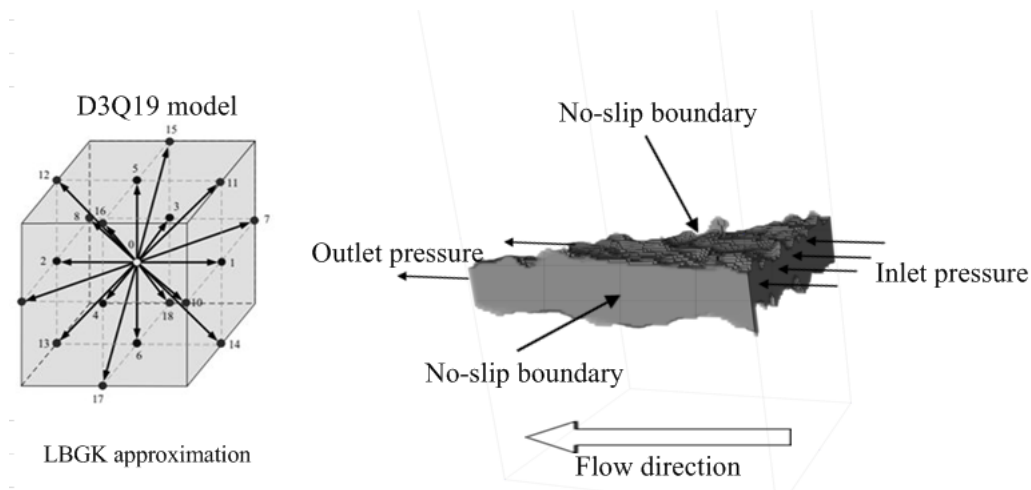 D3Q19 model
15
12
5
11
16
8
3
7
0
2
1
4
18
10
13
6
14
17
LBGK approximation
No-slip boundary
Outlet pressure
Inlet pressure
No-slip boundary
Flow direction